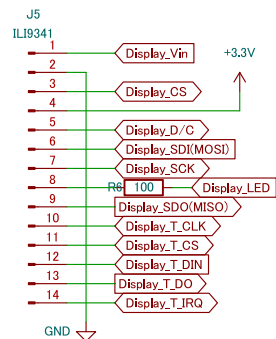 J5
ILI9341
+3.3V
1 Display_Vin
2
3 Display_CS
4
5 Display_D/C
6 Display_SDI(MOSI)
7 Display_SCK
8 R6 100 Display_LED
9 Display_SDO(MISO)
10 Display_T_CLK
11 Display_T_CS
12 Display_T_DIN
13 Display_T_DO
14 Display_T_IRQ
GND